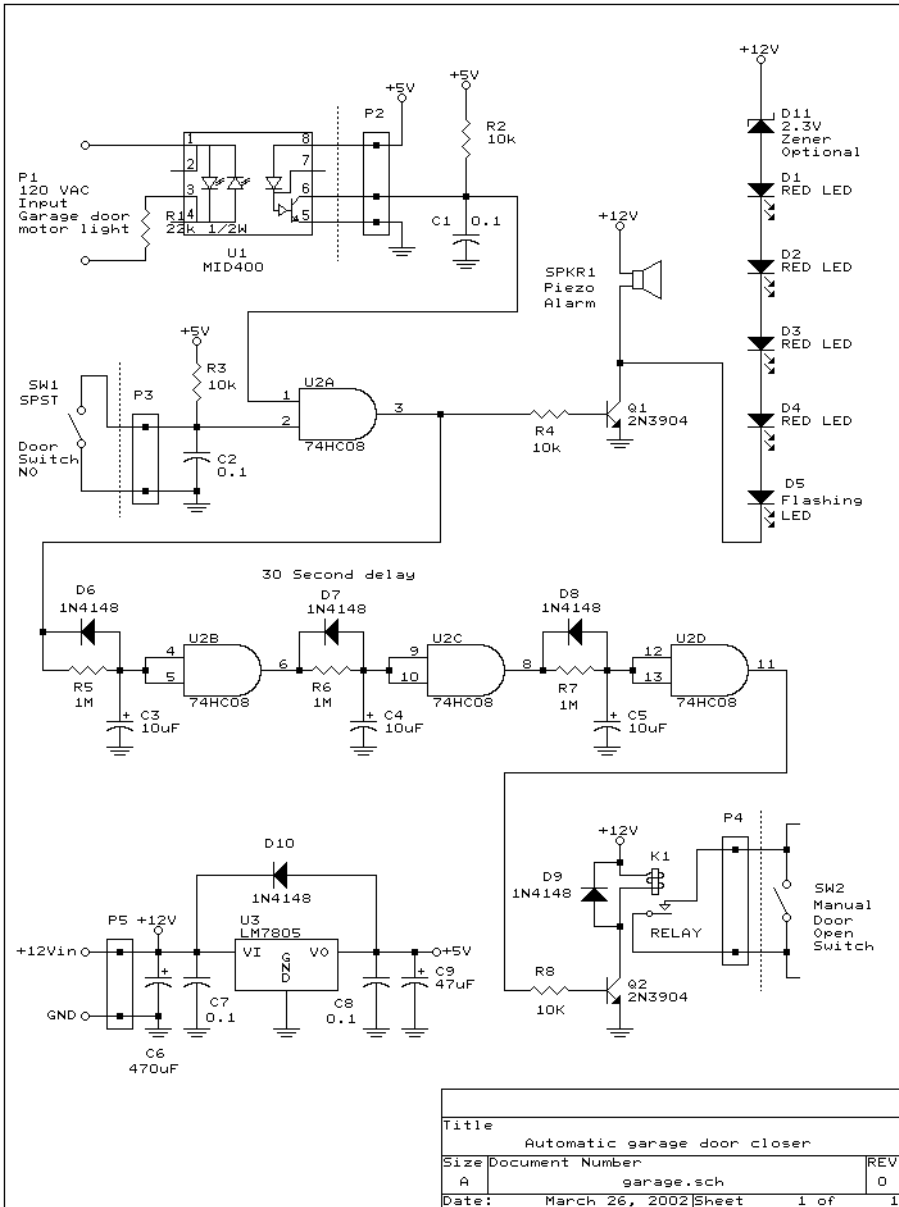 +12V
+5V
+5V
P2
R2
10k
D11
2.3V
Zener
Optional
1
2
3
4
8
7
6
5
P1
120 VAC
Input
Garage door
motor light
R1
22k 1/2W
U1
MID400
C1
0.1
D1
RED LED
+12V
SPKR1
Piezo
Alarm
D2
RED LED
+5V
R3
10k
D3
RED LED
SW1
SPST
P3
U2A
1
2
3
74HC08
Q1
2N3904
R4
10k
D4
RED LED
Door
Switch
NO
C2
0.1
D5
Flashing
LED
30 Second delay
D6
1N4148
D7
1N4148
D8
1N4148
U2B
4
5
6
74HC08
U2C
9
10
8
74HC08
U2D
12
13
11
74HC08
R5
1M
R6
1M
R7
1M
+
C3
10uF
+
C4
10uF
+
C5
10uF
D10
1N4148
+12V
D9
1N4148
K1
RELAY
P4
SW2
Manual
Door
Open
Switch
P5
+12V
U3
LM7805
+12Vin
VI
GND
VO
+5V
+
C7
0.1
C8
0.1
+
C9
47uF
GND
C6
470uF
R8
10K
Q2
2N3904
Title
Automatic garage door closer
Size Document Number REV
A garage.sch 0
Date: March 26, 2002 Sheet 1 of 1